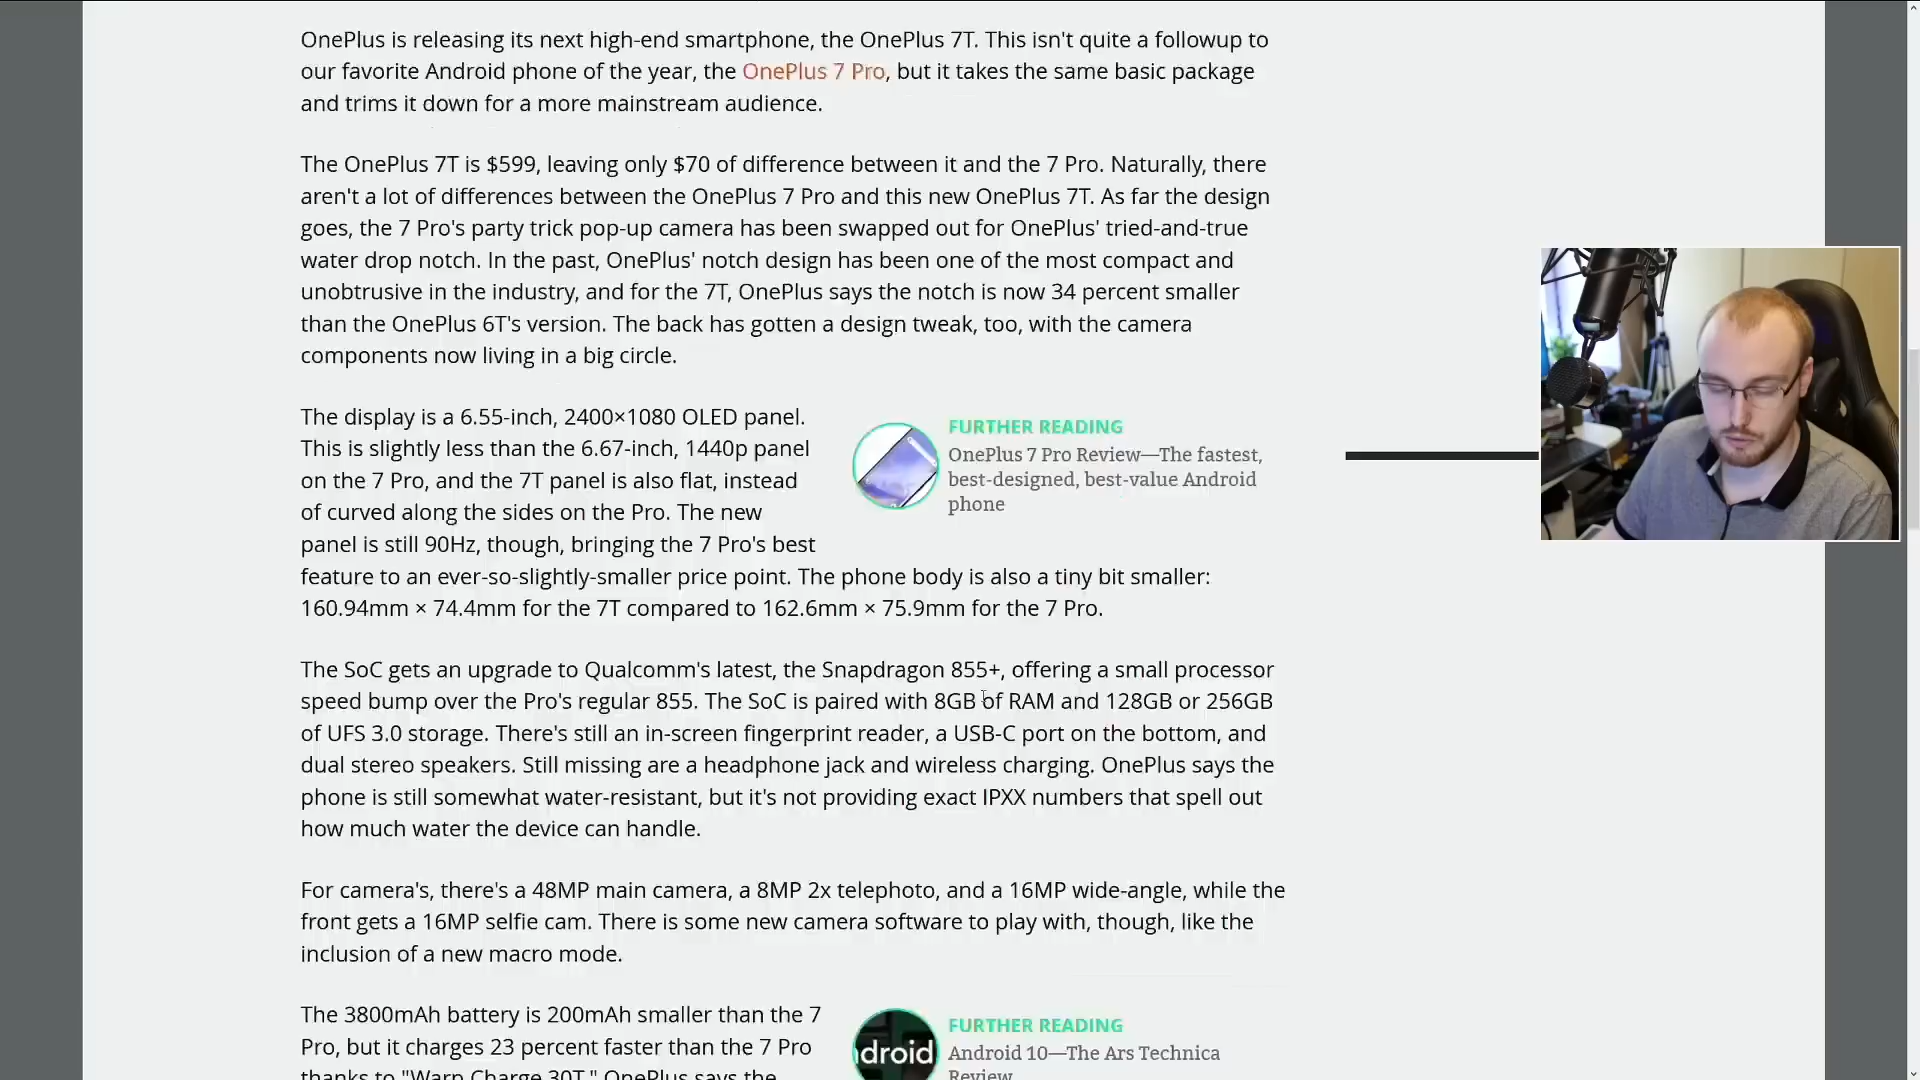 OnePlus is releasing its next high-end smartphone, the OnePlus 7T. This isn't quite a followup to
our favorite Android phone of the year, the OnePlus 7 Pro, but it takes the same basic package
and trims it down for a more mainstream audience.
The OnePlus 7T is $599, leaving only $70 of difference between it and the 7 Pro. Naturally, there
aren't a lot of differences between the OnePlus 7 Pro and this new OnePlus 7T. As far the design
goes, the 7 Pro's party trick pop-up camera has been swapped out for OnePlus' tried-and-true
water drop notch. In the past, OnePlus' notch design has been one of the most compact and
unobtrusive in the industry, and for the 7T, OnePlus says the notch is now 34 percent smaller
than the OnePlus 6T's version. The back has gotten a design tweak, too, with the camera
components now living in a big circle.
The display is a 6.55-inch, 2400×1080 OLED panel.
This is slightly less than the 6.67-inch, 1440p panel
on the 7 Pro, and the 7T panel is also flat, instead
of curved along the sides on the Pro. The new
panel is still 90Hz, though, bringing the 7 Pro's best
feature to an ever-so-slightly-smaller price point. The phone body is also a tiny bit smaller:
160.94mm × 74.4mm for the 7T compared to 162.6mm × 75.9mm for the 7 Pro.
FURTHER READING
OnePlus 7 Pro Review—The fastest,
best-designed, best-value Android
phone
The SoC gets an upgrade to Qualcomm's latest, the Snapdragon 855+, offering a small processor
speed bump over the Pro's regular 855. The SoC is paired with 8GB of RAM and 128GB or 256GB
of UFS 3.0 storage. There's still an in-screen fingerprint reader, a USB-C port on the bottom, and
dual stereo speakers. Still missing are a headphone jack and wireless charging. OnePlus says the
phone is still somewhat water-resistant, but it's not providing exact IPXX numbers that spell out
how much water the device can handle.
For camera's, there's a 48MP main camera, a 8MP 2x telephoto, and a 16MP wide-angle, while the
front gets a 16MP selfie cam. There is some new camera software to play with, though, like the
inclusion of a new macro mode.
The 3800mAh battery is 200mAh smaller than the 7
Pro, but it charges 23 percent faster than the 7 Pro
thanks to "Warp Charge 30T." OnePlus says the
droid
FURTHER READING
Android 10—The Ars Technica
Review